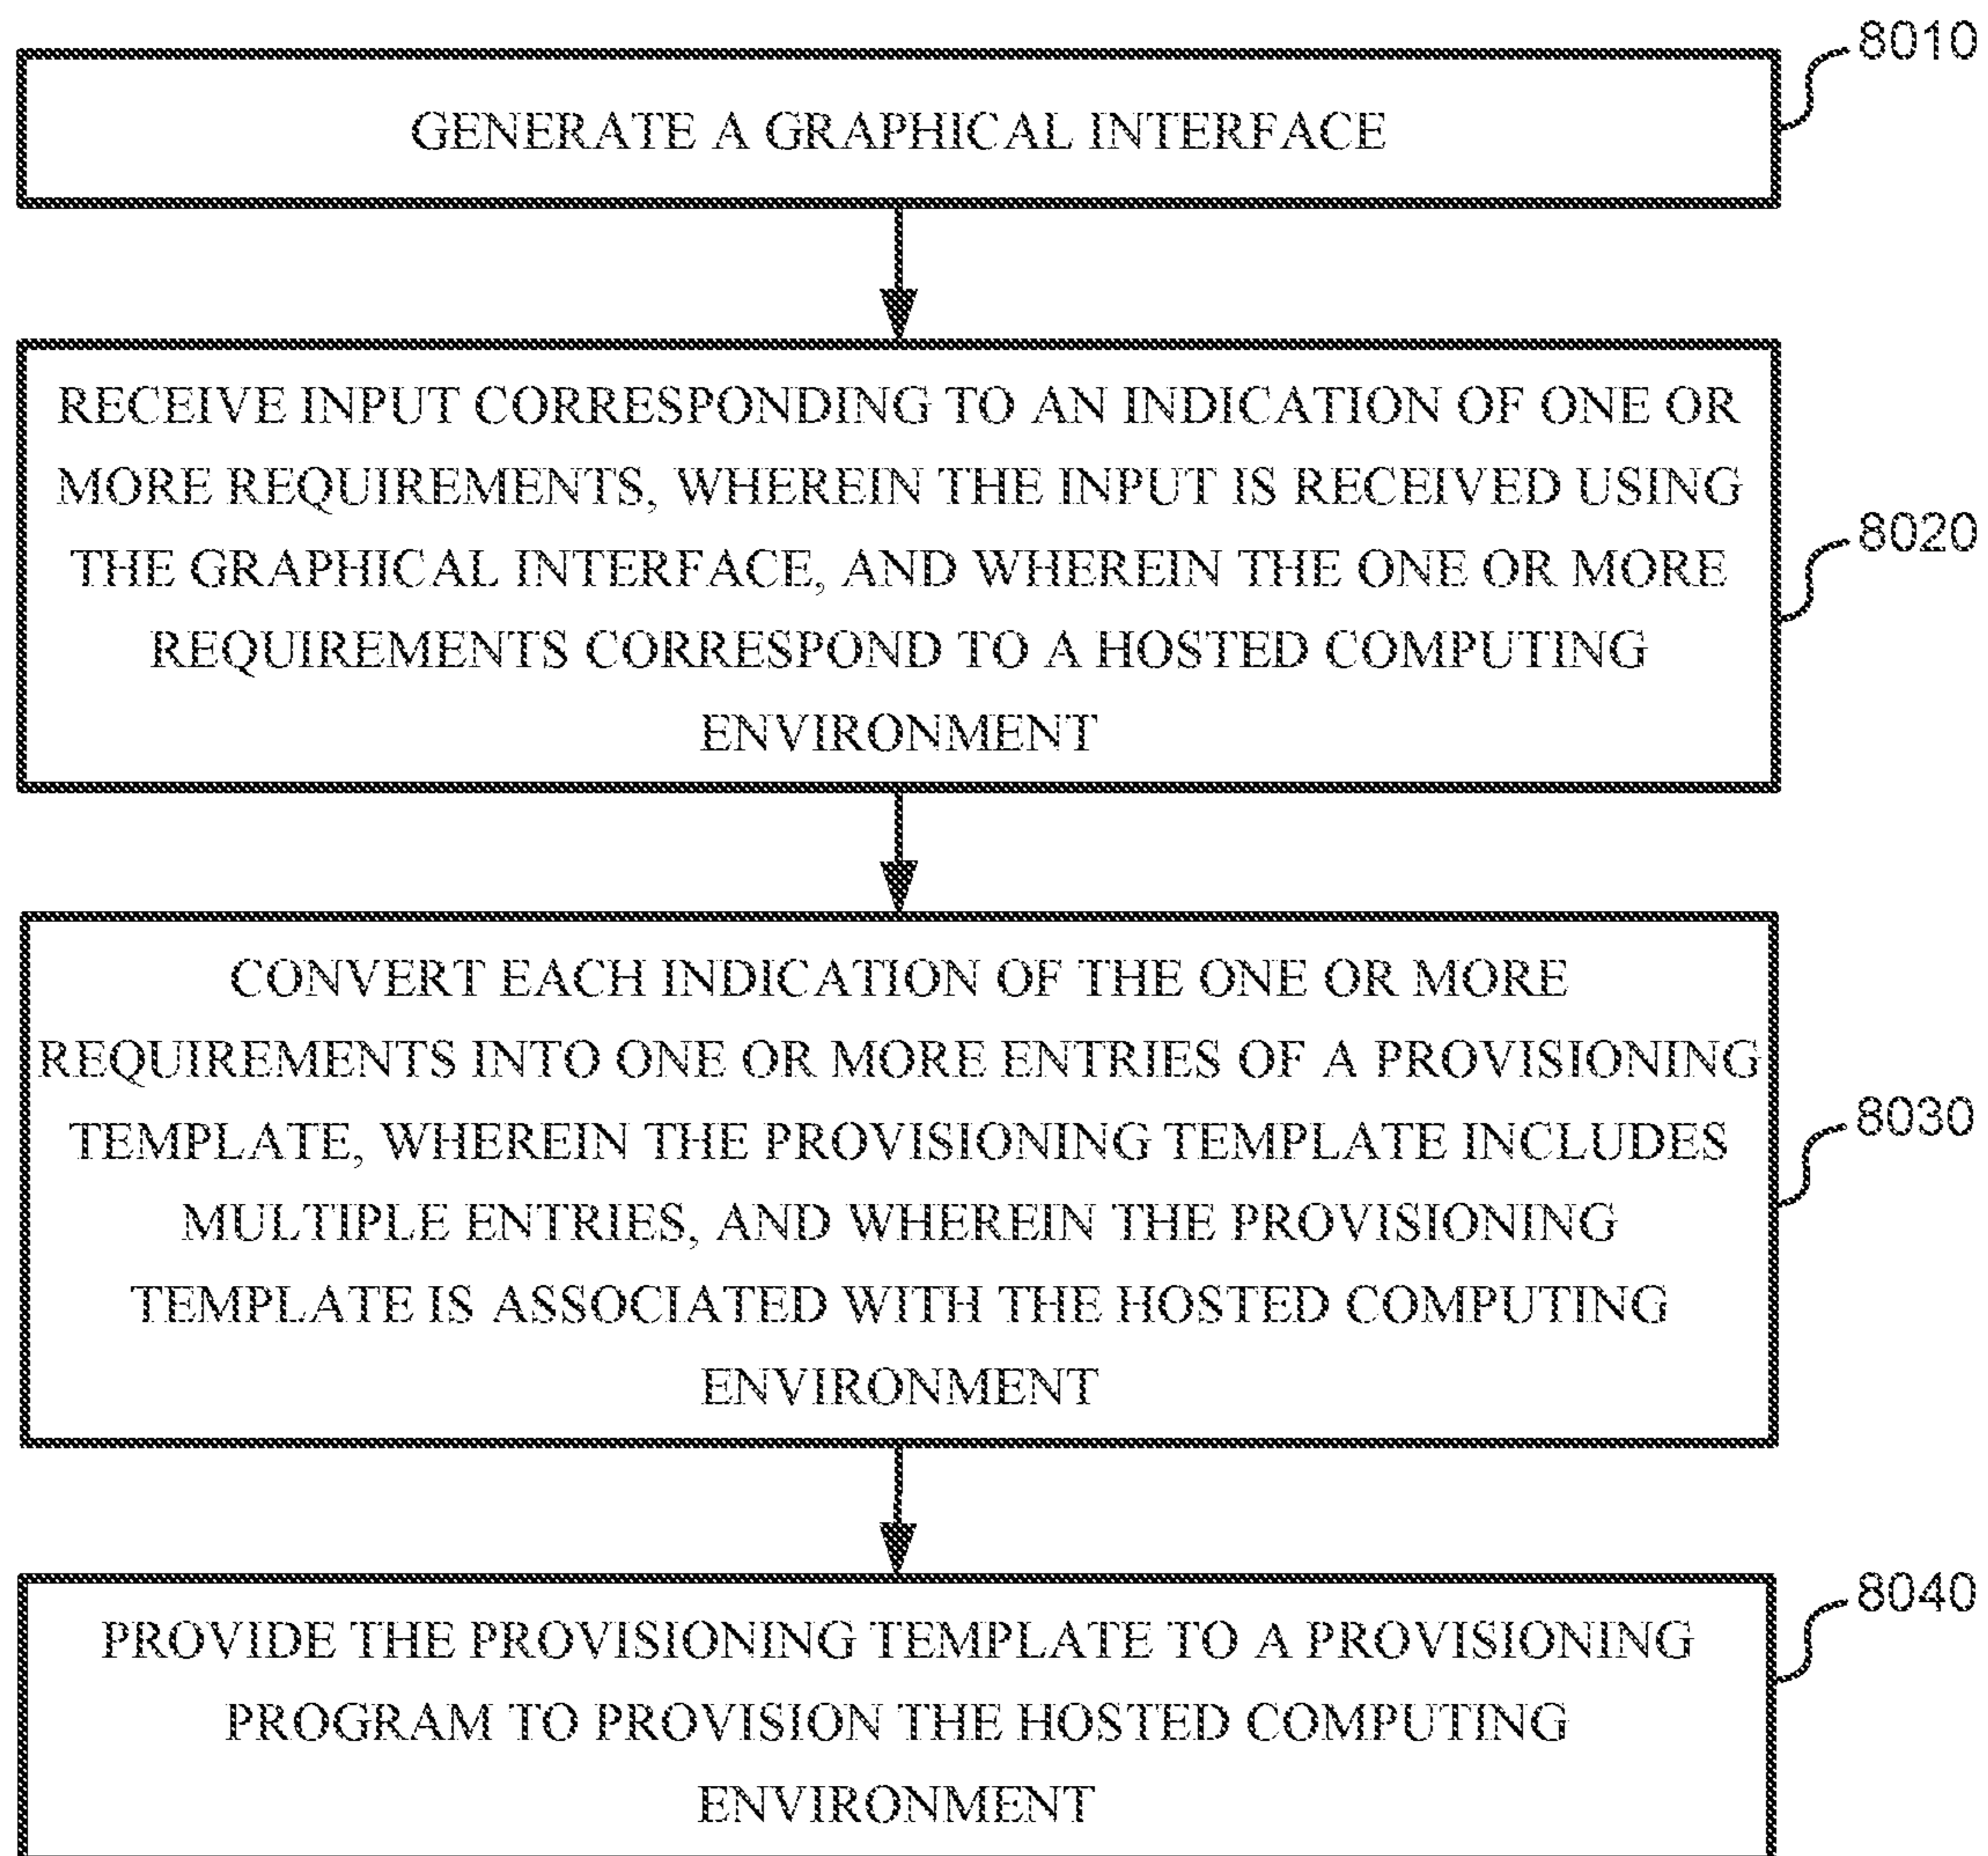 8010
GENERATE A GRAPHICAL INTERFACE
RECEIVE INPUT CORRESPONDING TO AN INDICATION OF ONE OR
MORE REQUIREMENTS, WHEREIN THE INPUT IS RECEIVED USING
8020
THE GRAPHICAL INTERFACE, AND WHEREIN THE ONE OR MORE
REQUIREMENTS CORRESPOND TO A HOSTED COMPUTING
ENVIRONMENT
CONVERT EACH INDICATION OF THE ONE OR MORE
REQUIREMENTS INTO ONE OR MORE ENTRIES OF A PROVISIONING
8030
TEMPLATE, WHEREIN THE PROVISIONING TEMPLATE INCLUDES
MULTIPLE ENTRIES, AND WHEREIN THE PROVISIONING
TEMPLATE IS ASSOCIATED WITH THE HOSTED COMPUTING
ENVIRONMENT
8040
PROVIDE THE PROVISIONING TEMPLATE TO A PROVISIONING
PROGRAM TO PROVISION THE HOSTED COMPUTING
ENVIRONMENT